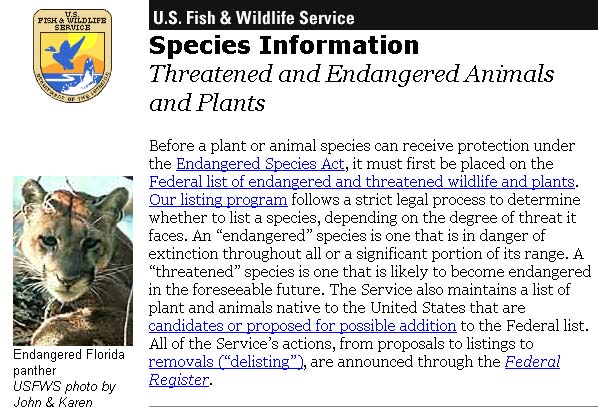 U.S.
FISH & WILDLIFE
SERVICE
DEPARTMENT OF THE INTERIOR
U.S. Fish & Wildlife Service
Species Information
Threatened and Endangered Animals
and Plants
Before a plant or animal species can receive protection under
the Endangered Species Act, it must first be placed on the
Federal list of endangered and threatened wildlife and plants.
Our listing program follows a strict legal process to determine
whether to list a species, depending on the degree of threat it
faces. An “endangered” species is one that is in danger of
extinction throughout all or a significant portion of its range. A
“threatened” species is one that is likely to become endangered
in the foreseeable future. The Service also maintains a list of
plant and animals native to the United States that are
candidates or proposed for possible addition to the Federal list.
All of the Service’s actions, from proposals to listings to
removals (“delisting”), are announced through the Federal
Register.
Endangered Florida
panther
USFWS photo by
John & Karen